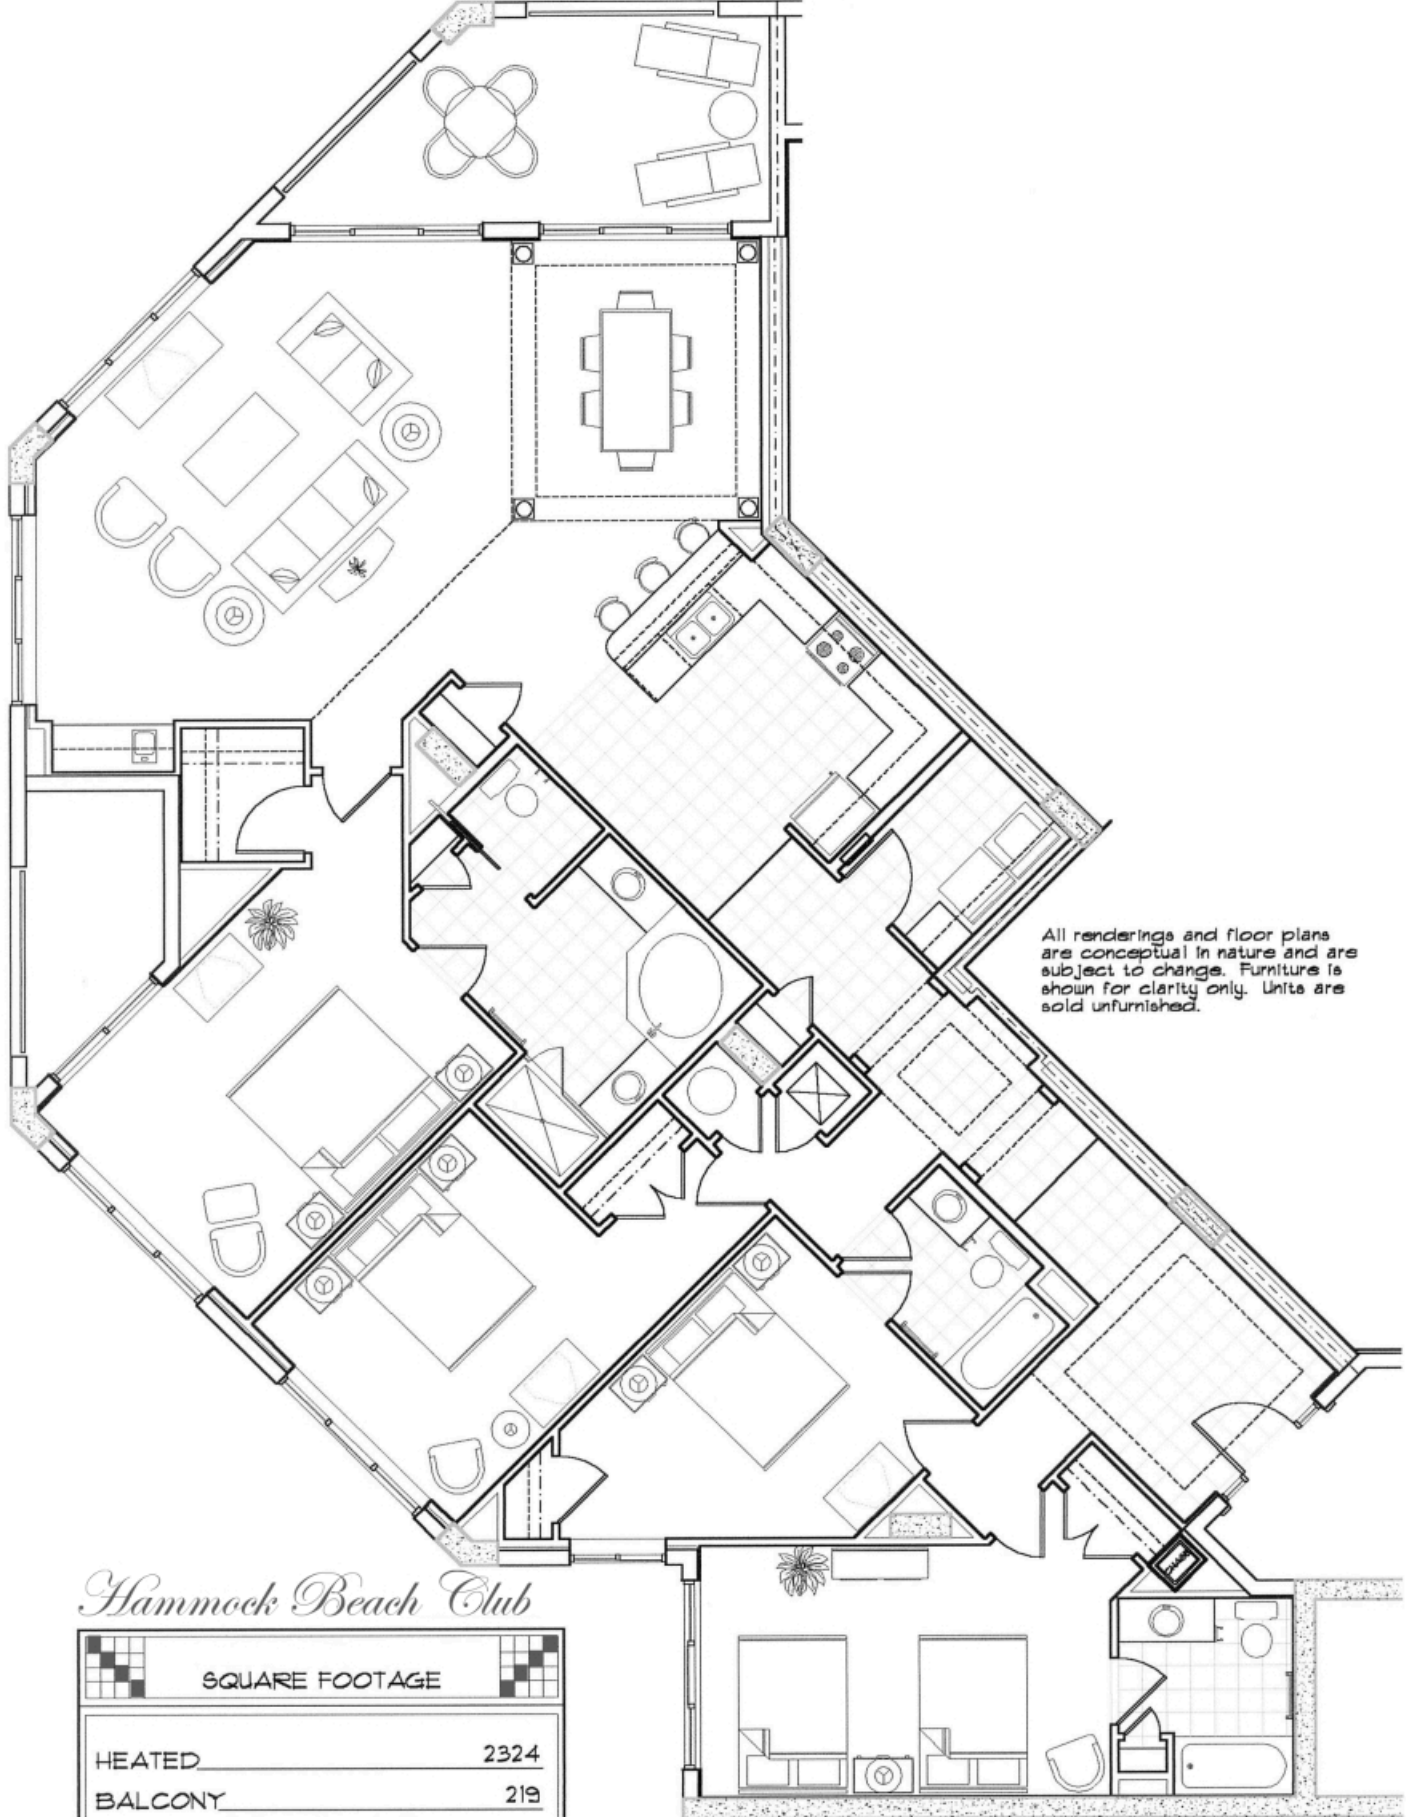 All renderings and floor plans
are conceptual in nature and are
subject to change. Furniture is
shown for clarity only. Units are
sold unfurnished.
Hammock Beach Club
SQUARE FOOTAGE
HEATED 2324
BALCONY 219